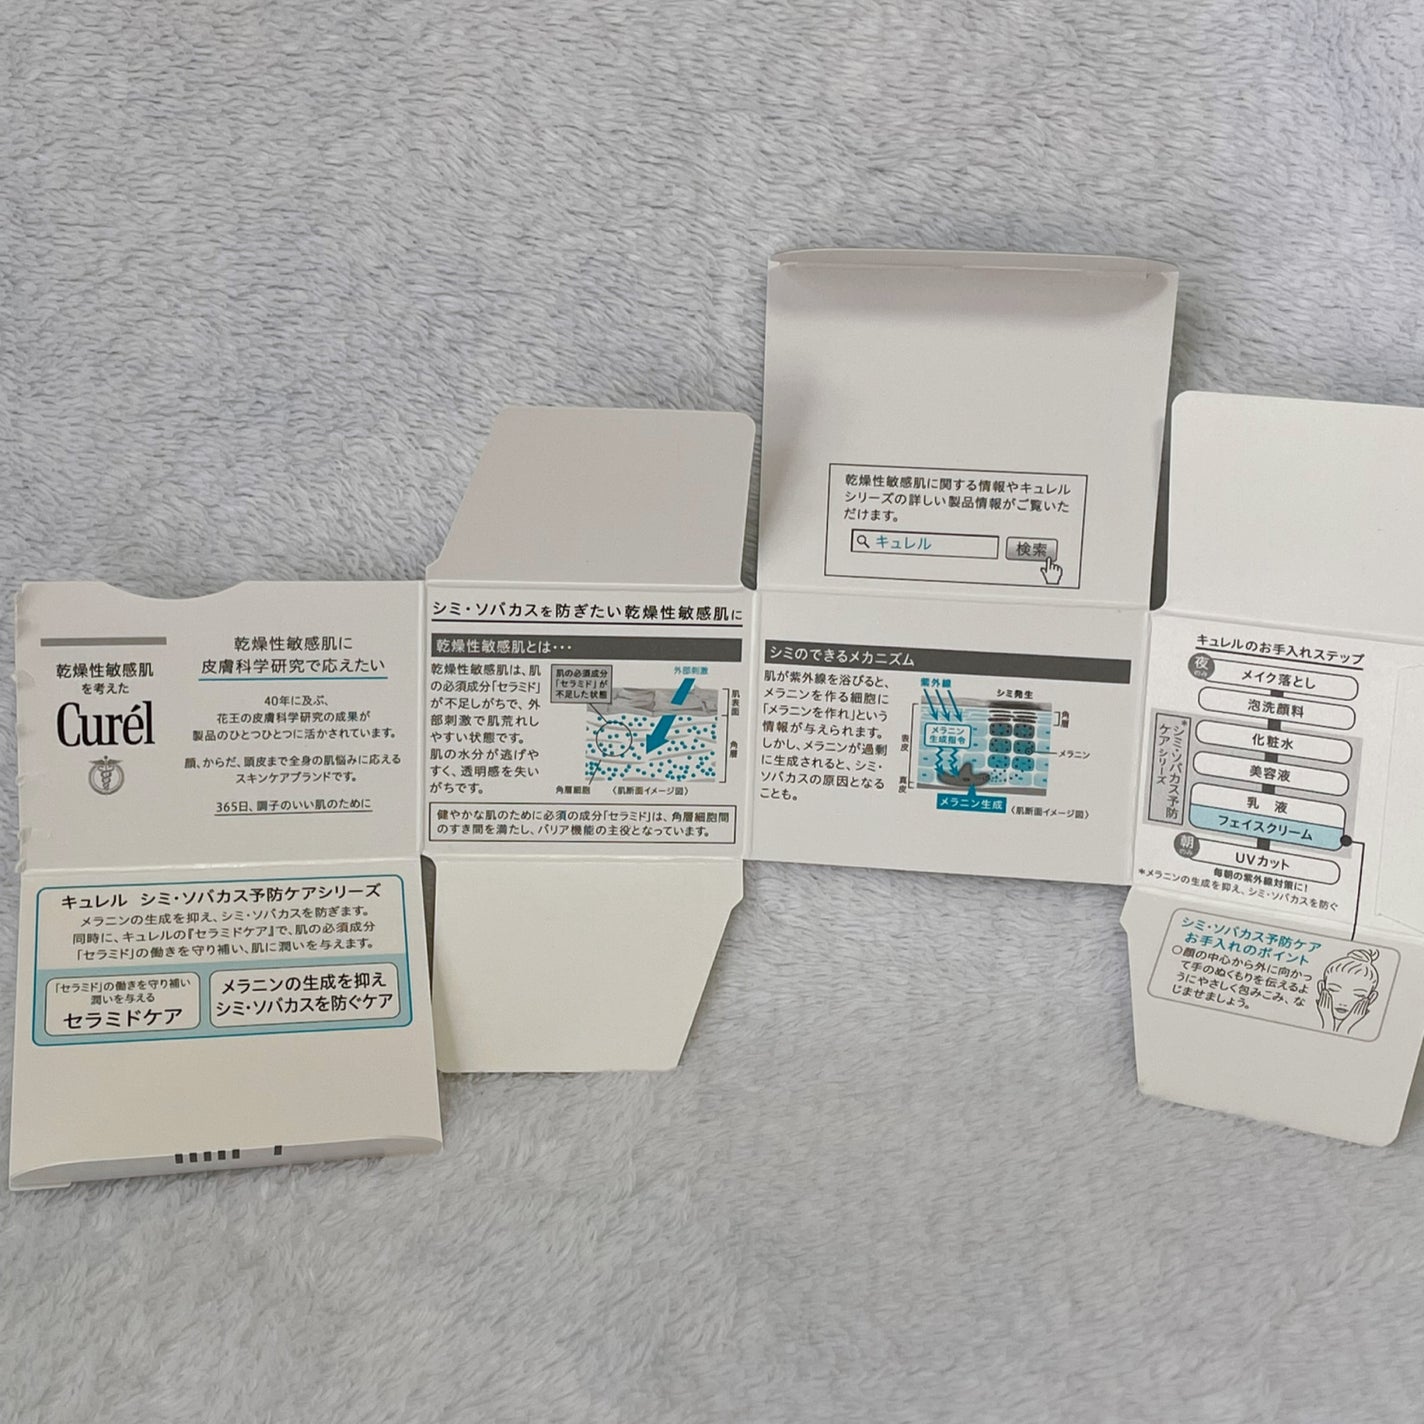 乾燥性敏感肌
を考えた
Curél
乾燥性敏感肌に
皮膚科学研究で応えたい
40年に及ぶ、
花王の皮膚科学研究の成果が
製品のひとつひとつに活かされています。
顔、からだ、頭皮まで全身の肌悩みに応える
スキンケアブランドです。
365日、調子のいい肌のために
キュレル シミ・ソバカス予防ケアシリーズ
メラニンの生成を抑え、シミ・ソバカスを防ぎます。
同時に、キュレルの『セラミドケア』で、肌の必須成分
「セラミド」の働きを守り補い、肌に潤いを与えます。
「セラミド」の働きを守り補い
潤いを与える
セラミドケア
メラニンの生成を抑え
シミ・ソバカスを防ぐケア
シミ・ソバカスを防ぎたい乾燥性敏感肌に
乾燥性敏感肌とは・・・
乾燥性敏感肌は、肌
の必須成分「セラミド」
が不足しがちで、外
部刺激で肌荒れし
やすい状態です。
肌の水分が逃げや
すく、透明感を失い
がちです。
肌の必須成分
「セラミド」が
不足した状態
外部刺激
肌表面
角層
角層細胞
〈肌断面イメージ図〉
健やかな肌のために必須の成分「セラミド」は、角層細胞間
のすき間を満たし、バリア機能の主役となっています。
乾燥性敏感肌に関する情報やキュレル
シリーズの詳しい製品情報がご覧いた
だけます。
キュレル
検索
シミのできるメカニズム
肌が紫外線を浴びると、
メラニンを作る細胞に
「メラニンを作れ」という
情報が与えられます。
しかし、メラニンが過剰
に生成されると、シミ・
ソバカスの原因となる
ことも。
紫外線
シミ発生
メラニン
生成指令
角層
表皮
メラニン
真皮
メラニン生成
〈肌断面イメージ図〉
キュレルのお手入れステップ
夜
のみ
メイク落とし
泡洗顔料
化粧水
美容液
乳 液
フェイスクリーム
*シミ・ソバカス予防
ケアシリーズ
朝
のみ
UVカット
毎朝の紫外線対策に!
*メラニンの生成を抑え、シミ・ソバカスを防ぐ
シミ・ソバカス予防ケア
お手入れのポイント
○顔の中心から外に向かっ
て手のぬくもりを伝えるよ
うにやさしく包みこみ、な
じませましょう。